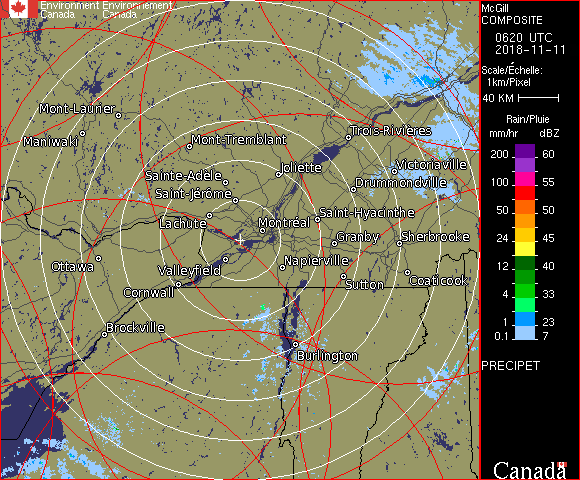 Environment Environnement
Canada Canada
McGill
COMPOSITE
0620 UTC
2018-11-11
Scale/Échelle:
1km/Pixel
40 KM
Rain/Pluie
mm/hr dBZ
200 60
100 55
50 50
24 45
12 40
4 33
1 23
0.1 7
PRECIPET
Canada
Mont-Laurier
Maniwaki
Mont-Tremblant
Trois-Rivières
Joliette
Victoriaville
Sainte-Adèle
Drummondville
Saint-Jérôme
Saint-Hyacinthe
Lachute
Montréal
Granby
Sherbrooke
Ottawa
Valleyfield
Napierville
Cornwall
Sutton
Coaticook
Brockville
Burlington